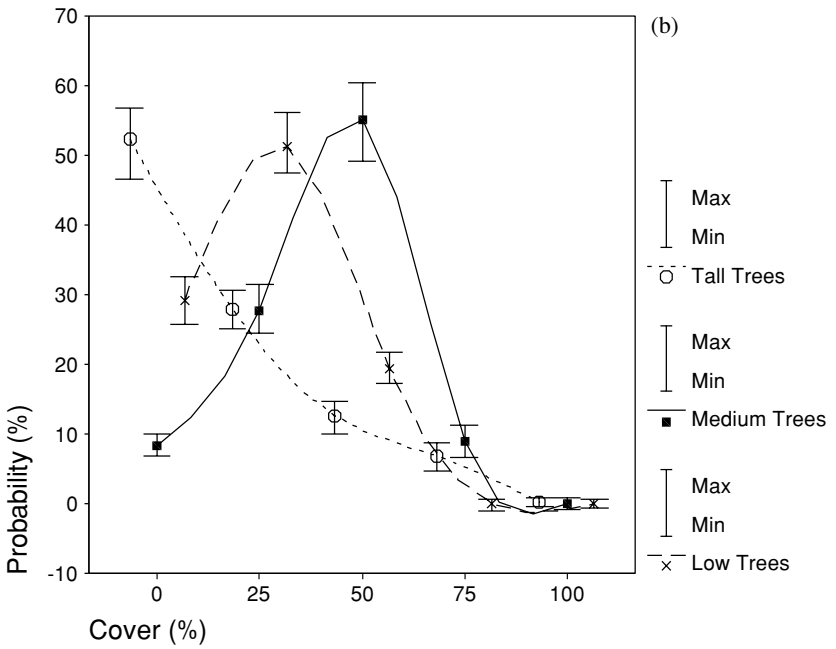 70
(b)
60
50
40
30
20
10
0
-10
Probability (%)
0 25 50 75 100
Cover (%)
Max
Min
Tall Trees
Max
Min
Medium Trees
Max
Min
Low Trees